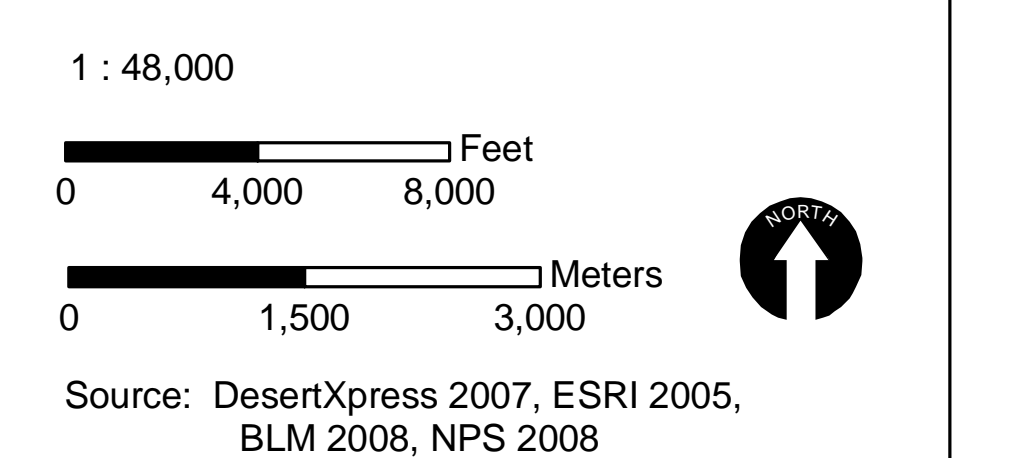 1 : 48,000
Feet
0 4,000 8,000
NORTH
Meters
0 1,500 3,000
Source: DesertXpress 2007, ESRI 2005,
BLM 2008, NPS 2008